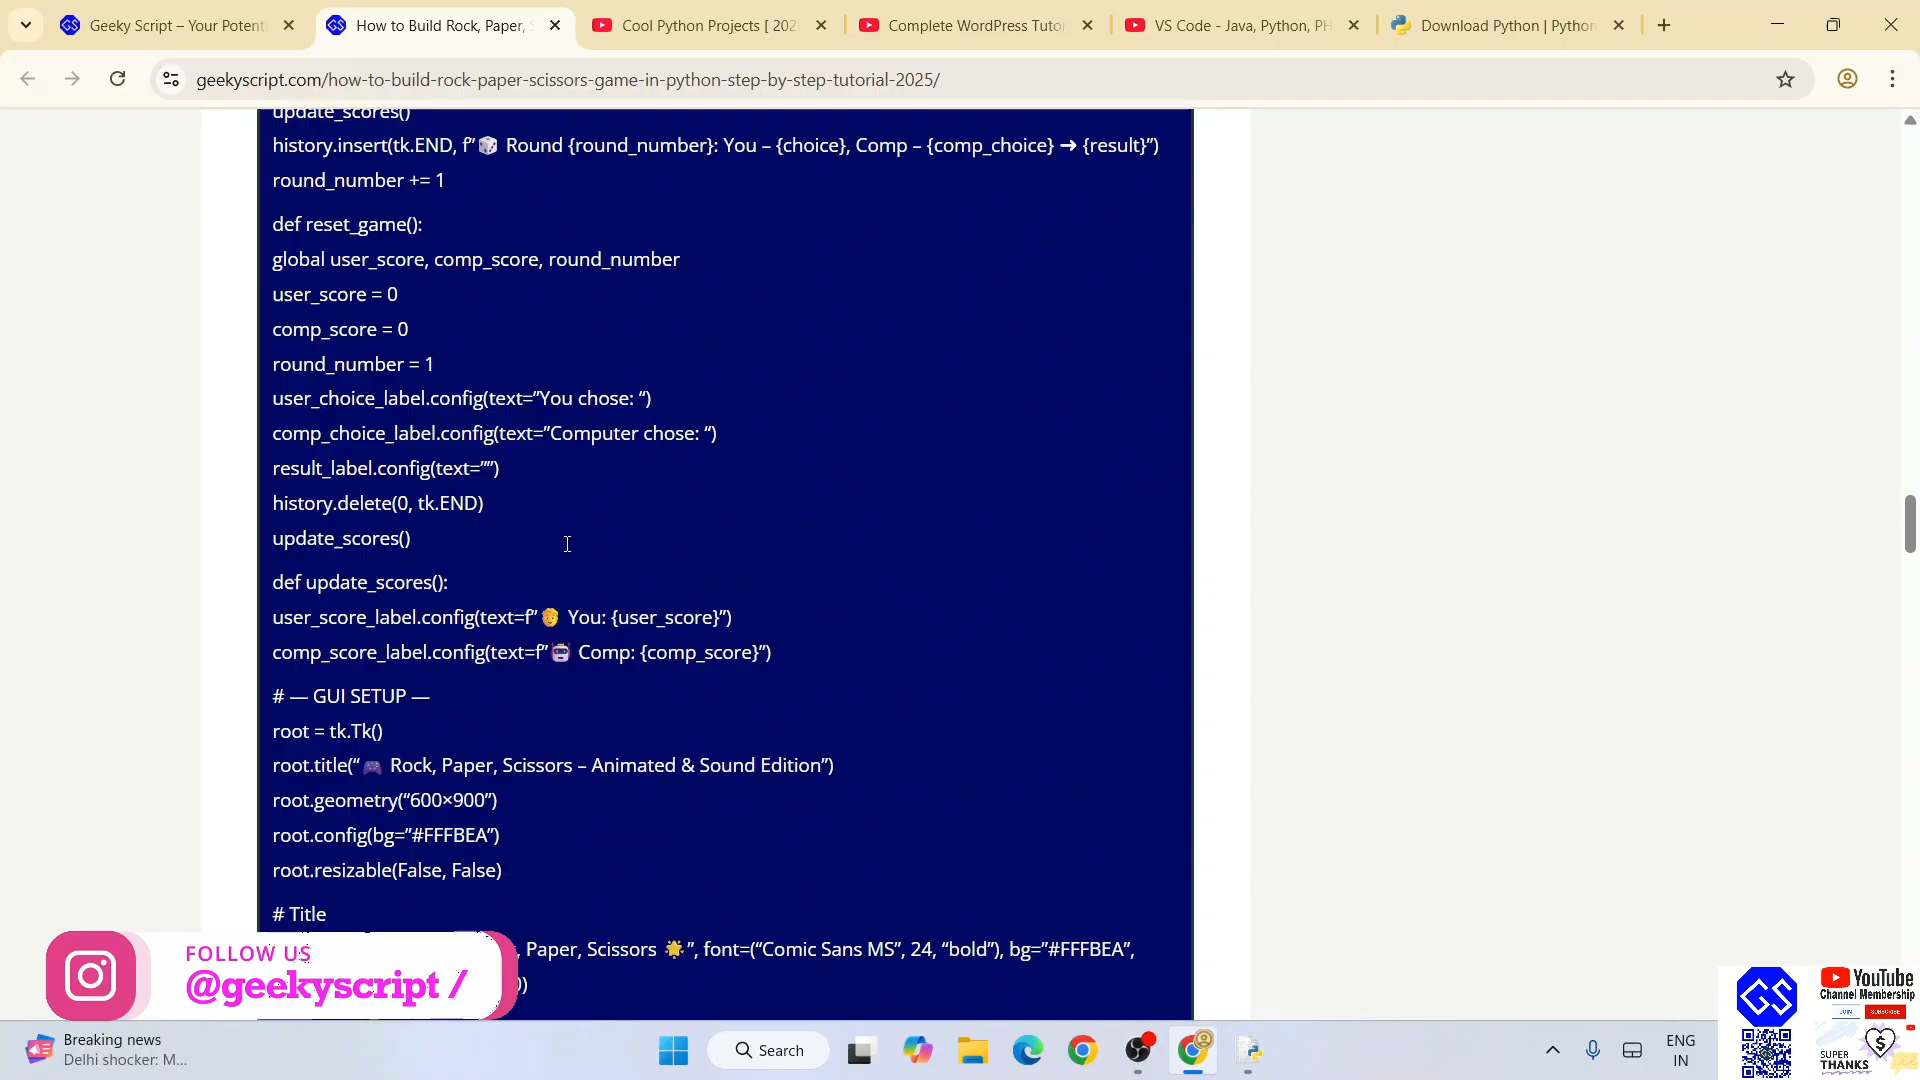 Geeky Script – Your Potenti
How to Build Rock, Paper, S
Cool Python Projects [ 202
Complete WordPress Tutor
VS Code - Java, Python, PH
Download Python | Python
geekyscript.com/how-to-build-rock-paper-scissors-game-in-python-step-by-step-tutorial-2025/
update_scores()
history.insert(tk.END, f”🎲 Round {round_number}: You – {choice}, Comp – {comp_choice} ➜ {result}”)
round_number += 1
def reset_game():
global user_score, comp_score, round_number
user_score = 0
comp_score = 0
round_number = 1
user_choice_label.config(text=”You chose: “)
comp_choice_label.config(text=”Computer chose: “)
result_label.config(text=””)
history.delete(0, tk.END)
update_scores()
def update_scores():
user_score_label.config(text=f”🧑 You: {user_score}”)
comp_score_label.config(text=f”🤖 Comp: {comp_score}”)
# — GUI SETUP —
root = tk.Tk()
root.title(“🎮 Rock, Paper, Scissors – Animated & Sound Edition”)
root.geometry(“600×900”)
root.config(bg=”#FFFBEA”)
root.resizable(False, False)
# Title
, Paper, Scissors 🌟”, font=(“Comic Sans MS”, 24, “bold”), bg=”#FFFBEA”,
0)
FOLLOW US
@geekyscript /
GS
YouTube
Channel Membership
JOIN
SUBSCRIBE
SUPER
THANKS
Breaking news
Delhi shocker: M...
Search
ENG
IN